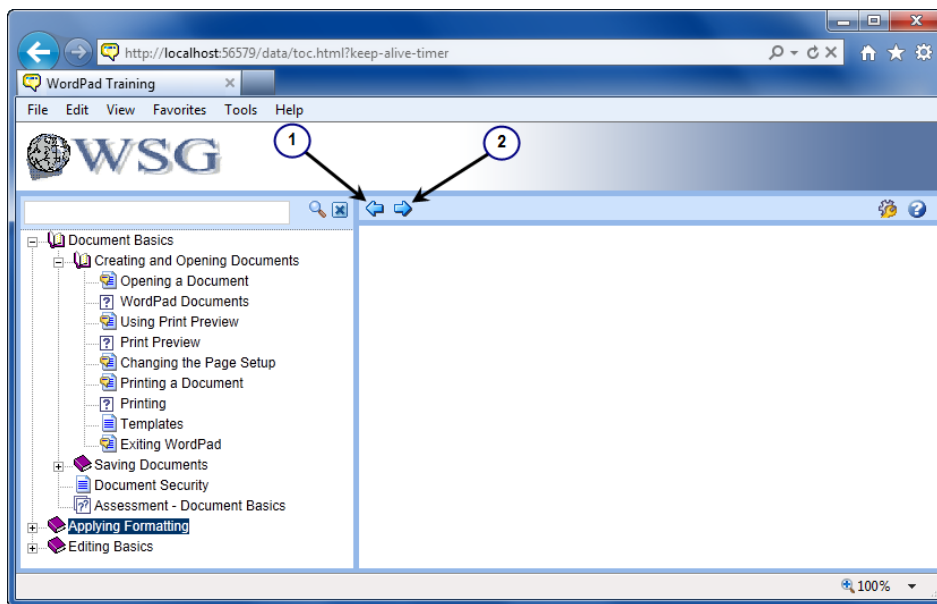 http://localhost:56579/data/toc.html?keep-alive-timer
WordPad Training
File Edit View Favorites Tools Help
WSG
1
2
Document Basics
Creating and Opening Documents
Opening a Document
WordPad Documents
Using Print Preview
Print Preview
Changing the Page Setup
Printing a Document
Printing
Templates
Exiting WordPad
Saving Documents
Document Security
Assessment - Document Basics
Applying Formatting
Editing Basics
100%